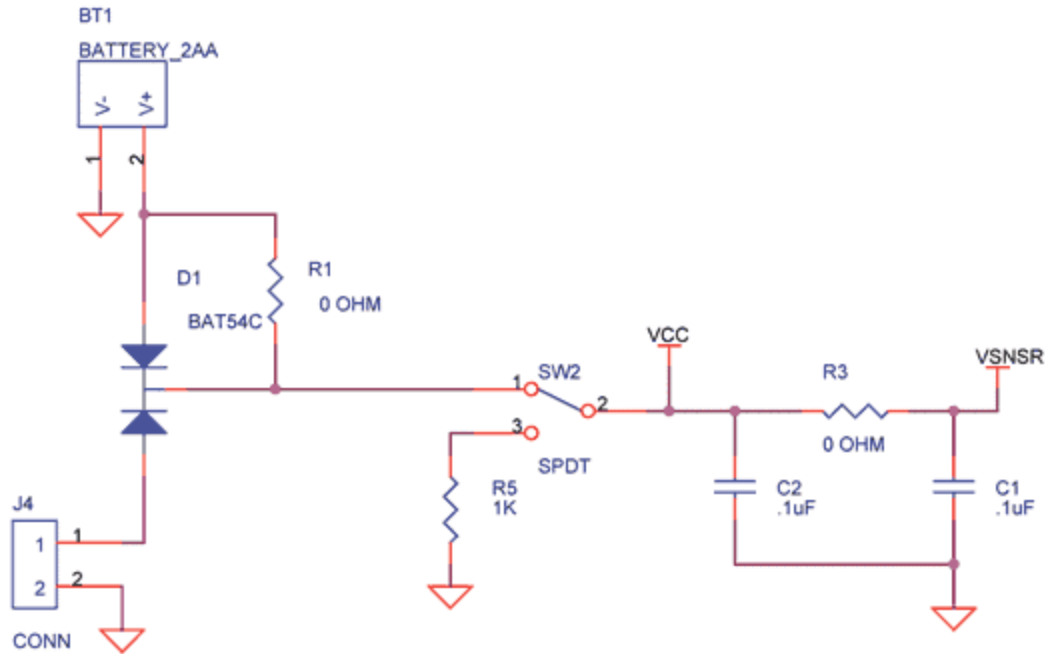 BT1
BATTERY_2AA
V-
V+
1
2
D1
BAT54C
R1
0 OHM
1
SW2
2
3
SPDT
VCC
R3
0 OHM
VSNSR
R5
1K
C2
.1uF
C1
.1uF
J4
1
1
2
2
CONN